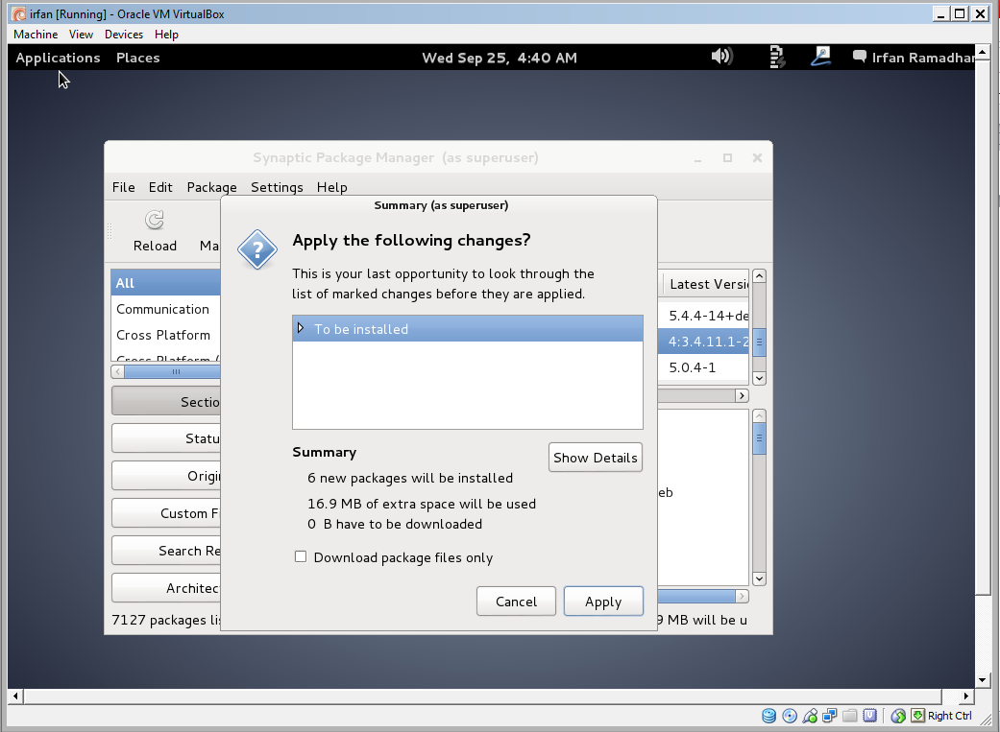 irfan [Running] - Oracle VM VirtualBox
Machine View Devices Help
Applications Places Wed Sep 25, 4:40 AM Irfan Ramadhan
Synaptic Package Manager (as superuser)
File Edit Package Settings Help
Summary (as superuser)
Reload Ma
Apply the following changes?
This is your last opportunity to look through the
list of marked changes before they are applied.
All
Latest Versi
Communication
5.4.4-14+de
To be installed
Cross Platform
4:3.4.11.1-2
Cross Platform (
5.0.4-1
Sectio
Statu
Summary
Show Details
Origi
6 new packages will be installed
eb
16.9 MB of extra space will be used
Custom F
0 B have to be downloaded
Search Re
Download package files only
Architec
Cancel Apply
7127 packages lis
9 MB will be u
Right Ctrl